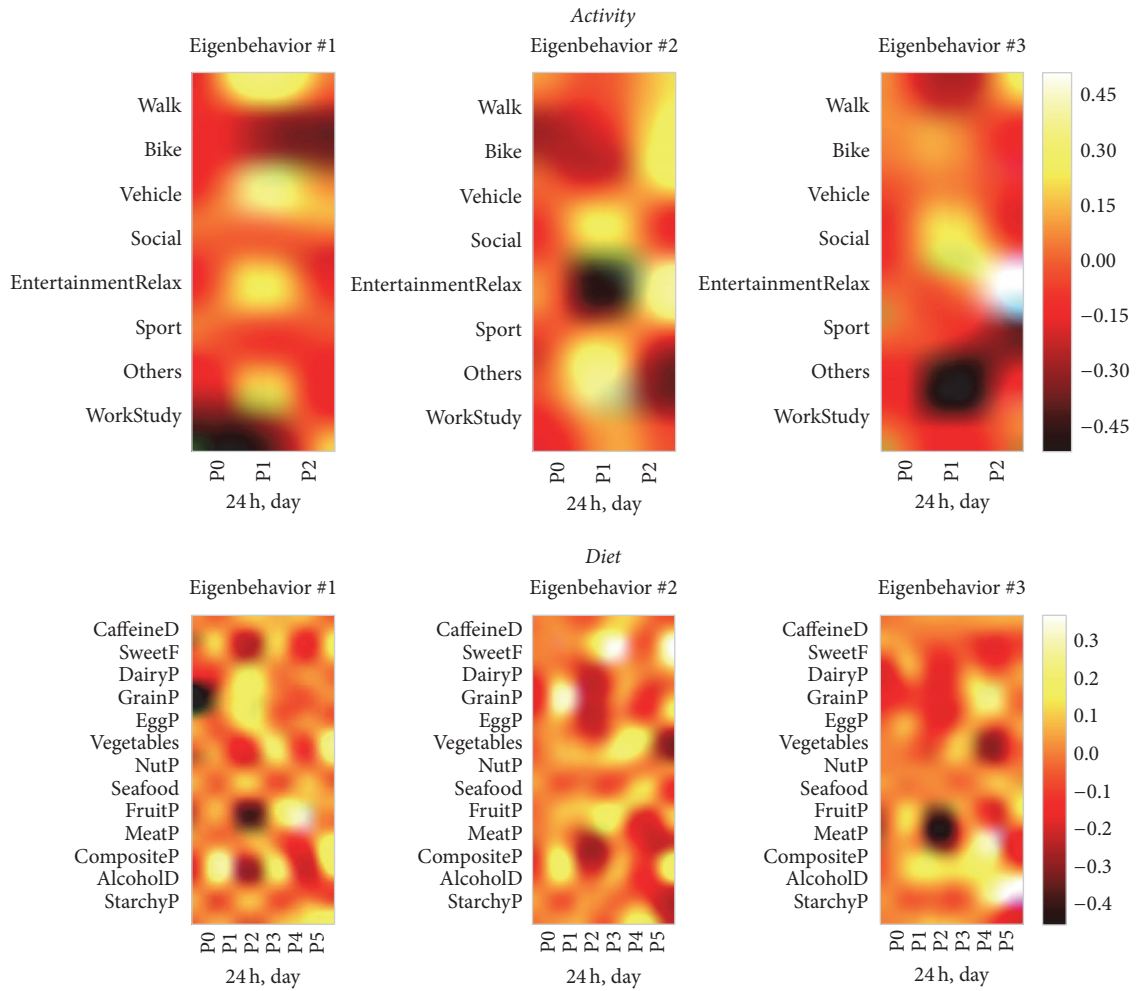 Activity
Eigenbehavior #1
Eigenbehavior #2
Eigenbehavior #3
Walk
Bike
Vehicle
Social
EntertainmentRelax
Sport
Others
WorkStudy
P0
P1
P2
24 h, day
Walk
Bike
Vehicle
Social
EntertainmentRelax
Sport
Others
WorkStudy
P0
P1
P2
24 h, day
Walk
Bike
Vehicle
Social
EntertainmentRelax
Sport
Others
WorkStudy
P0
P1
P2
24 h, day
0.45
0.30
0.15
0.00
−0.15
−0.30
−0.45
Diet
Eigenbehavior #1
Eigenbehavior #2
Eigenbehavior #3
CaffeineD
SweetF
DairyP
GrainP
EggP
Vegetables
NutP
Seafood
FruitP
MeatP
CompositeP
AlcoholD
StarchyP
P0
P1
P2
P3
P4
P5
24 h, day
CaffeineD
SweetF
DairyP
GrainP
EggP
Vegetables
NutP
Seafood
FruitP
MeatP
CompositeP
AlcoholD
StarchyP
P0
P1
P2
P3
P4
P5
24 h, day
CaffeineD
SweetF
DairyP
GrainP
EggP
Vegetables
NutP
Seafood
FruitP
MeatP
CompositeP
AlcoholD
StarchyP
P0
P1
P2
P3
P4
P5
24 h, day
0.3
0.2
0.1
0.0
−0.1
−0.2
−0.3
−0.4